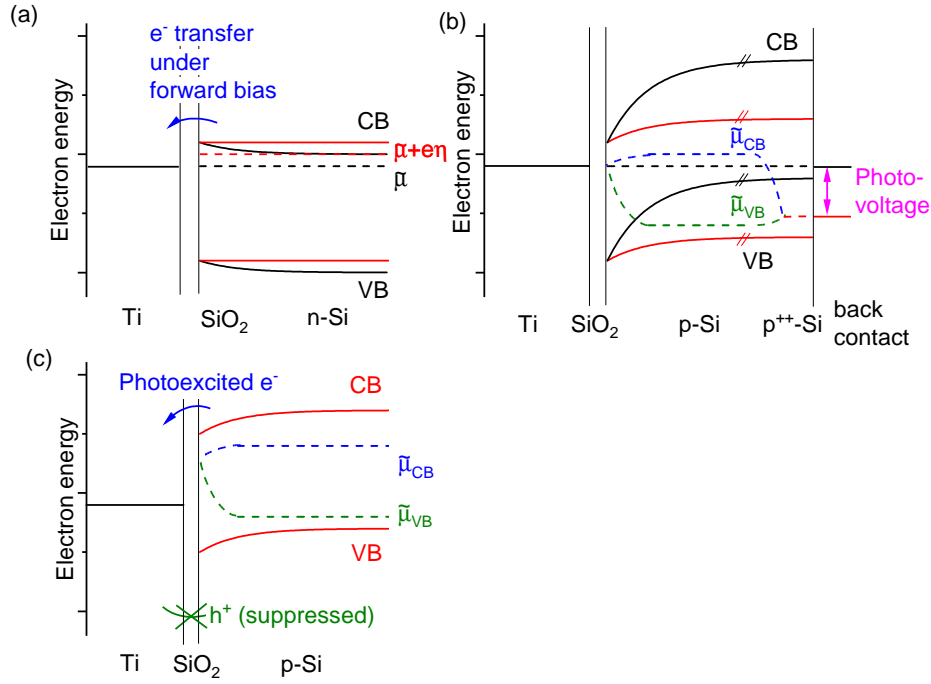 (a)
e⁻ transfer
under
forward bias
Electron energy
CB
μ̃+eη
μ̃
VB
Ti
SiO₂
n-Si
(b)
Electron energy
CB
μ̃CB
μ̃VB
VB
Photo-
voltage
Ti
SiO₂
p-Si
p⁺⁺-Si
back
contact
(c)
Photoexcited e⁻
Electron energy
CB
μ̃CB
μ̃VB
VB
h⁺ (suppressed)
Ti
SiO₂
p-Si